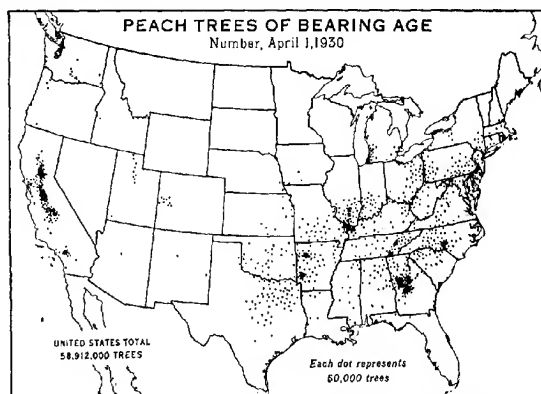 PEACH TREES OF BEARING AGE
Number, April 1, 1930
UNITED STATES TOTAL
58,912,000 TREES
Each dot represents
50,000 trees